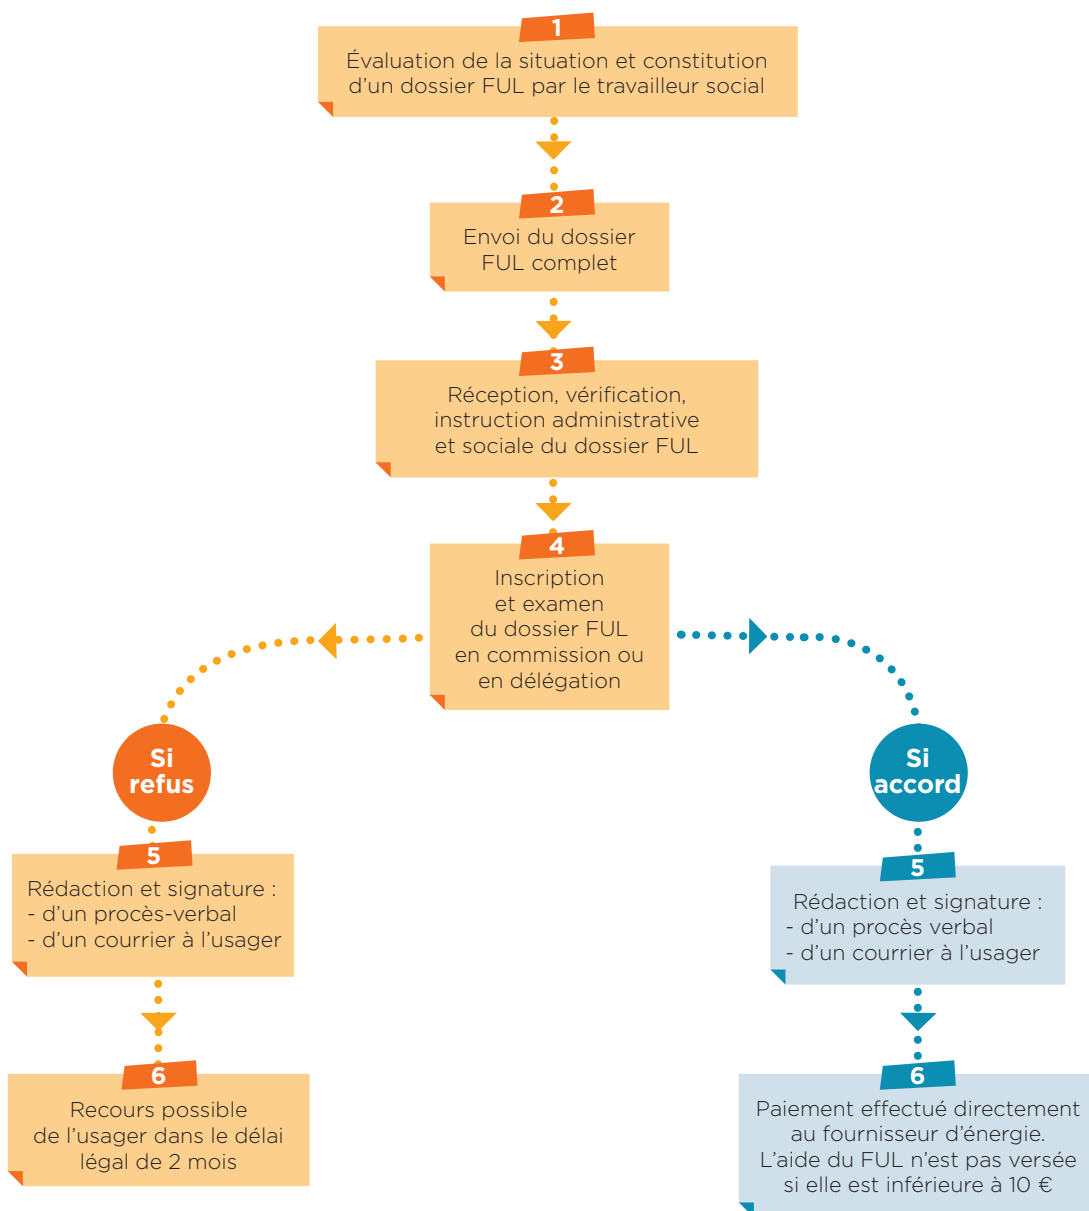 1
Évaluation de la situation et constitution
d'un dossier FUL par le travailleur social
2
Envoi du dossier
FUL complet
3
Réception, vérification,
instruction administrative
et sociale du dossier FUL
4
Inscription
et examen
du dossier FUL
en commission ou
en délégation
Si
refus
5
Rédaction et signature :
- d'un procès-verbal
- d'un courrier à l'usager
6
Recours possible
de l'usager dans le délai
légal de 2 mois
Si
accord
5
Rédaction et signature :
- d'un procès verbal
- d'un courrier à l'usager
6
Paiement effectué directement
au fournisseur d'énergie.
L'aide du FUL n'est pas versée
si elle est inférieure à 10 €